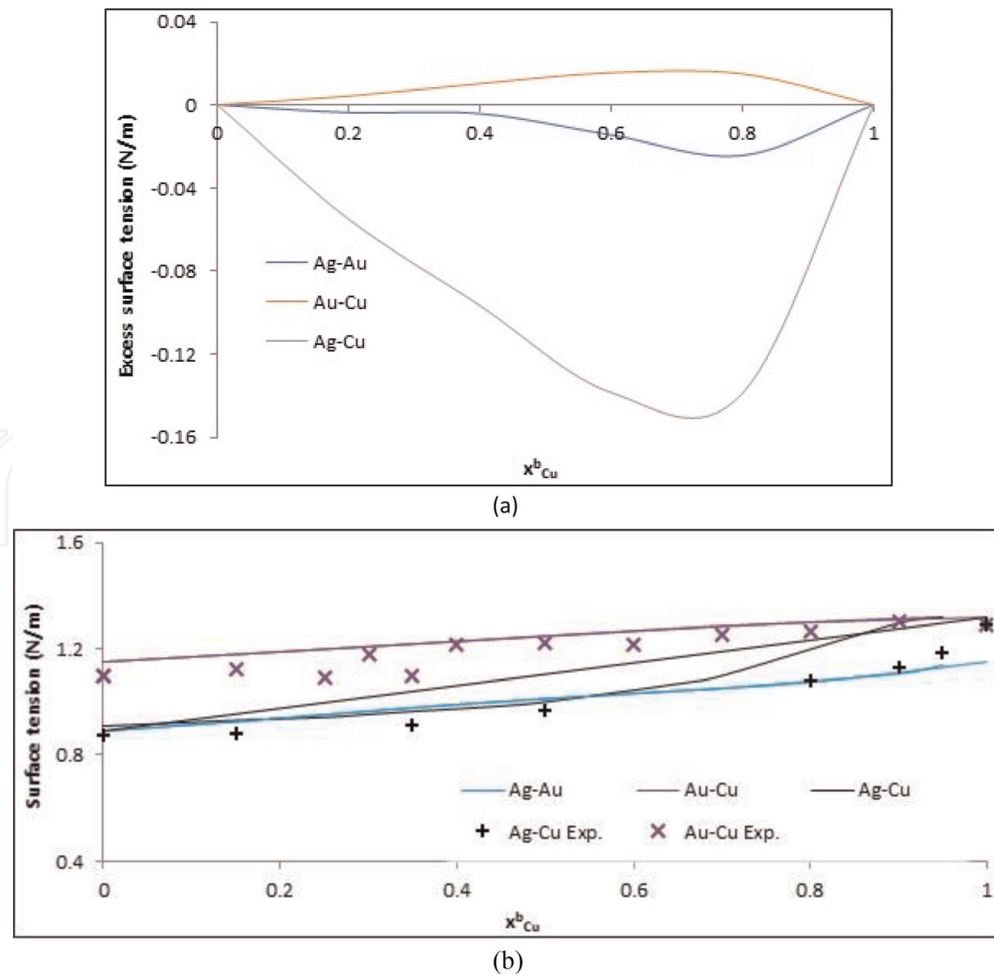 0.04
0
0 0.2 0.4 0.6 0.8 1
-0.04
-0.08
-0.12
-0.16
Excess surface tension (N/m)
Ag-Au
Au-Cu
Ag-Cu
x^b_Cu
(a)
1.6
1.2
0.8
0.4
Surface tension (N/m)
Ag-Au Au-Cu Ag-Cu
Ag-Cu Exp. Au-Cu Exp.
0 0.2 0.4 0.6 0.8 1
x^b_Cu
(b)